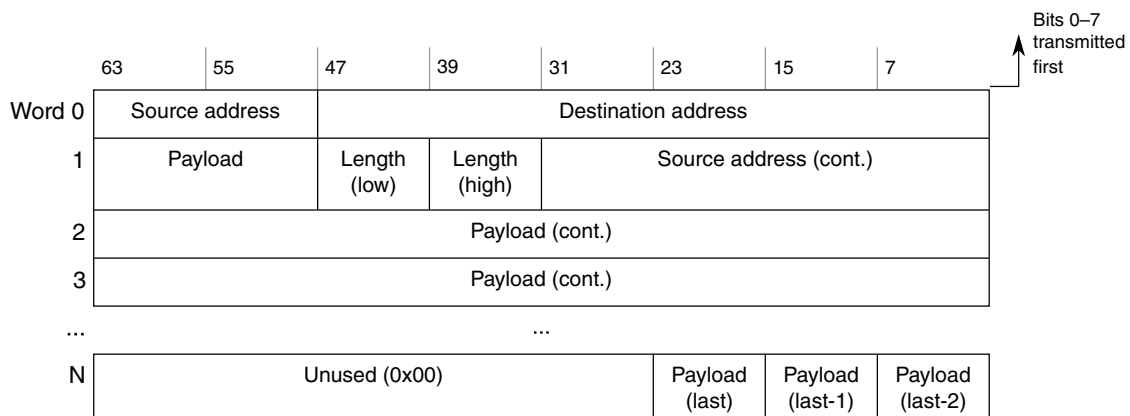 Bits 0–7
transmitted
first
63 55 47 39 31 23 15 7
Word 0 Source address Destination address
1 Payload Length Length Source address (cont.)
(low) (high)
2 Payload (cont.)
3 Payload (cont.)
... ...
N Unused (0x00) Payload Payload Payload
(last) (last-1) (last-2)